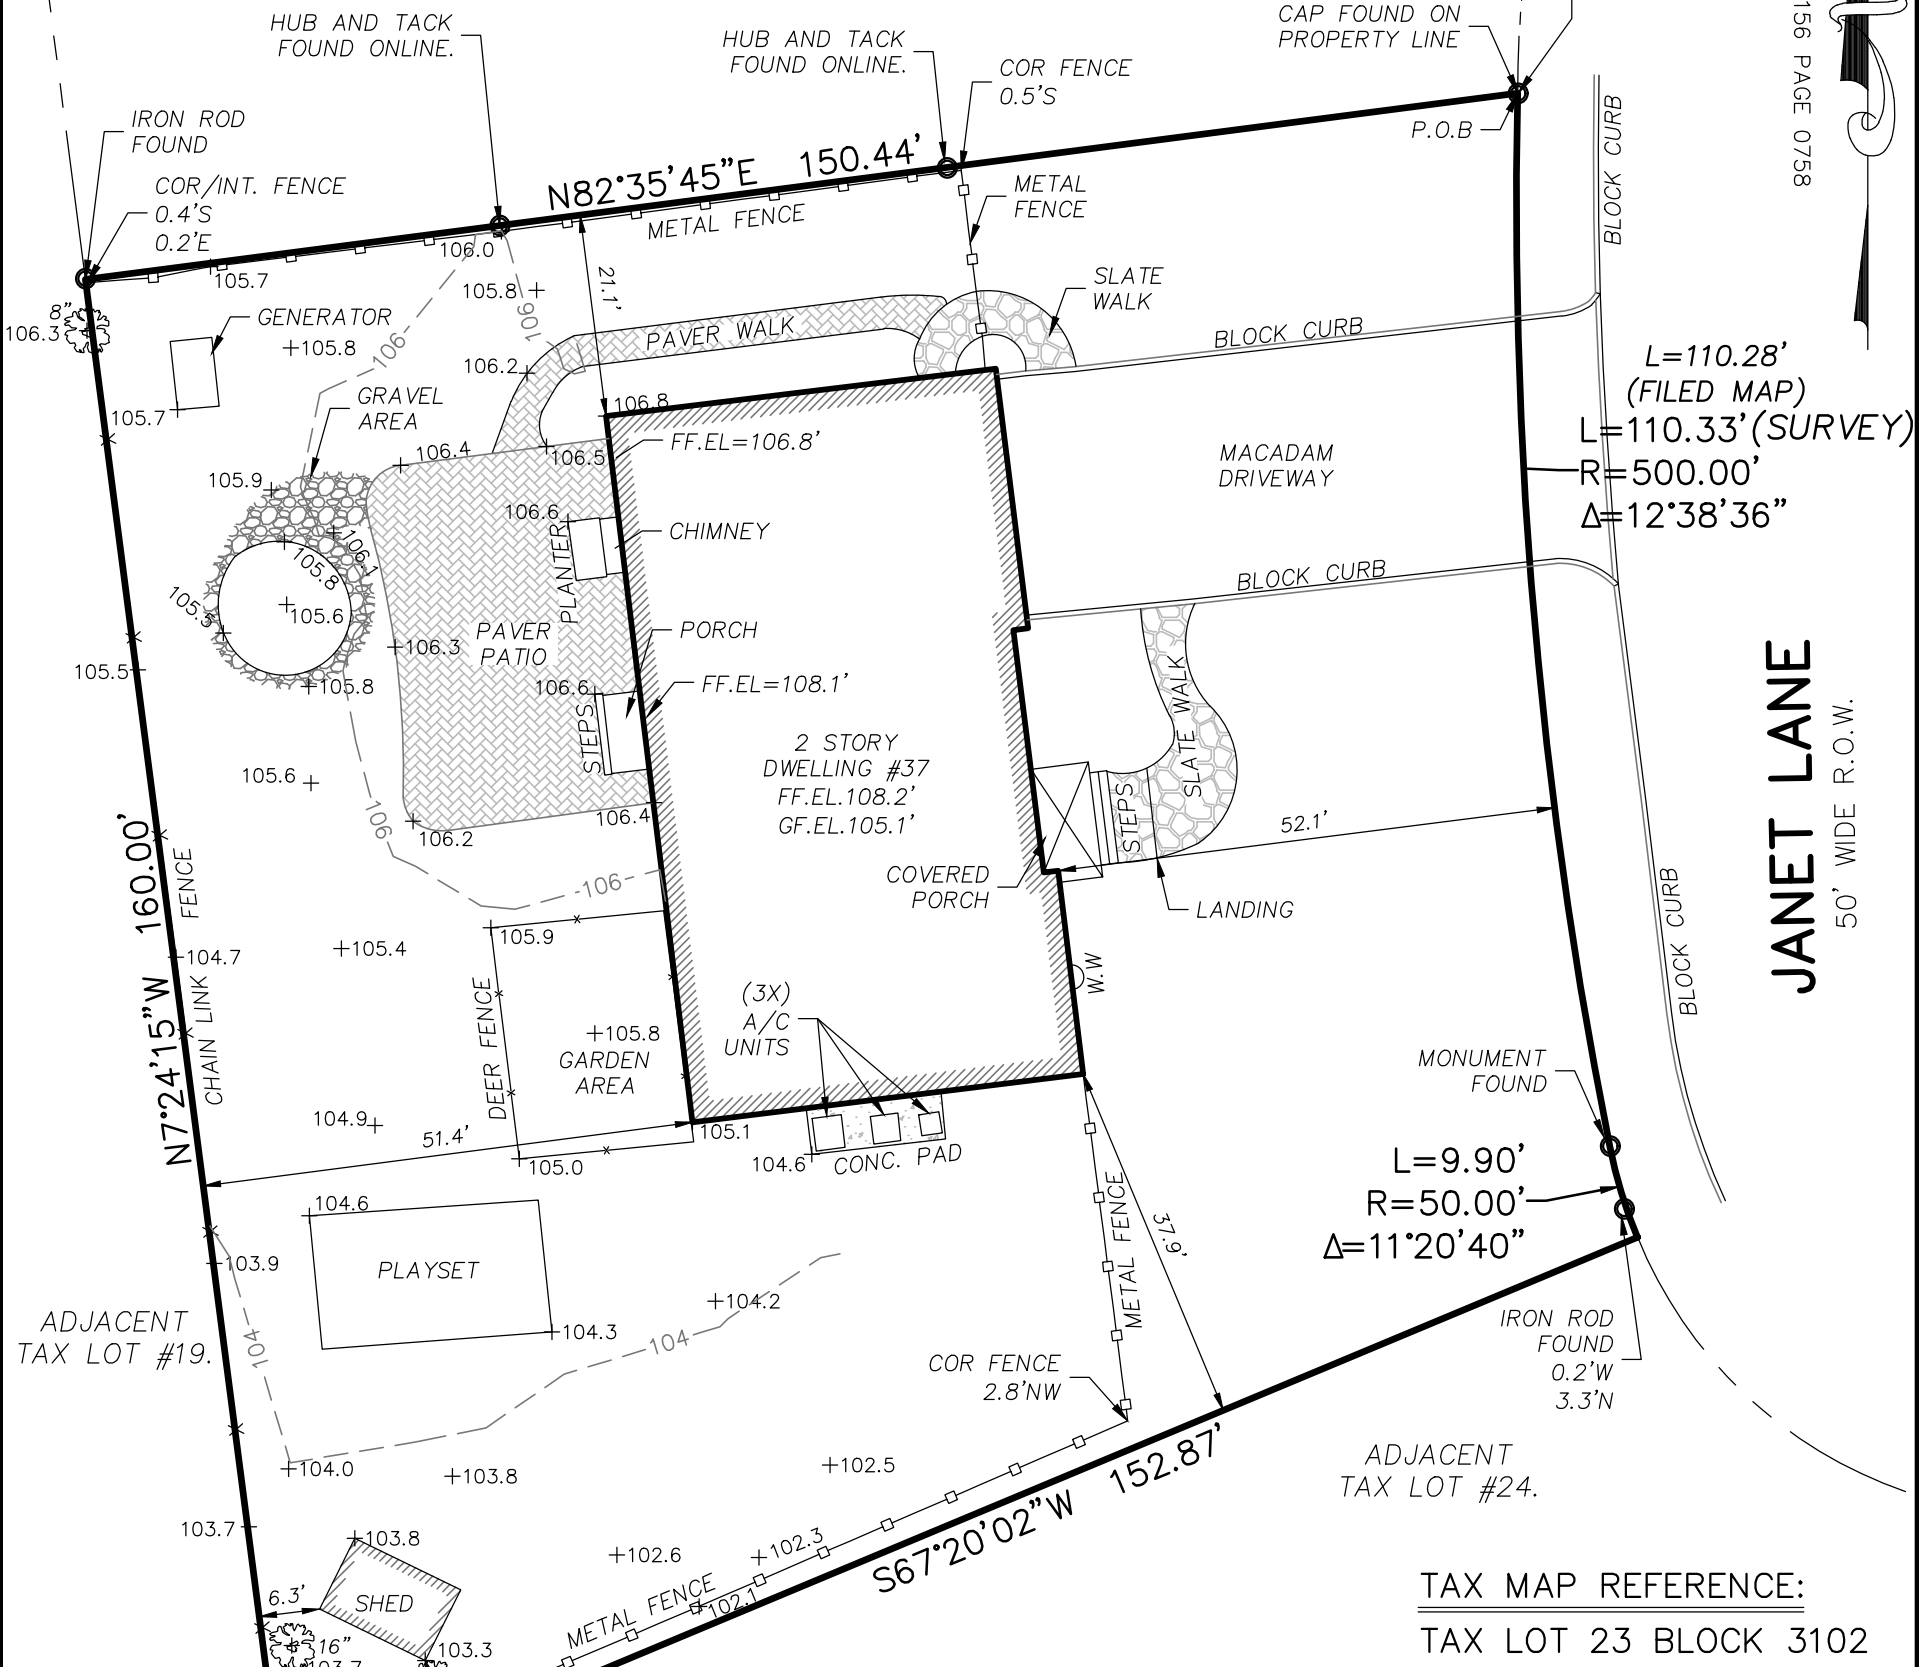 HUB AND TACK
FOUND ONLINE.
HUB AND TACK
FOUND ONLINE.
CAP FOUND ON
PROPERTY LINE
COR FENCE
0.5'S
156 PAGE 0758
IRON ROD
FOUND
P.O.B
BLOCK CURB
N82°35'45"E 150.44'
COR/INT. FENCE
0.4'S
0.2'E
METAL
FENCE
METAL FENCE
106.0
105.7
105.8
21.1'
106
SLATE
WALK
8"
106.3
GENERATOR
105.8
106
PAVER WALK
BLOCK CURB
L=110.28'
(FILED MAP)
L=110.33'(SURVEY)
R=500.00'
Δ=12°38'36"
106.2
GRAVEL
AREA
105.7
106.8
FF.EL=106.8'
106.4
106.5
MACADAM
DRIVEWAY
105.9
106.6
CHIMNEY
PLANTER
106.1
105.8
105.3
105.6
BLOCK CURB
PORCH
PAVER
PATIO
106.3
105.5
105.8
106.6
FF.EL=108.1'
STEPS
SLATE WALK
JANET LANE
50' WIDE R.O.W.
2 STORY
DWELLING #37
FF.EL.108.2'
GF.EL.105.1'
105.6
106
106.2
106.4
STEPS
52.1'
COVERED
PORCH
LANDING
106
BLOCK CURB
N7°24'15"W 160.00'
CHAIN LINK FENCE
105.9
104.7
105.4
W.W
(3X)
A/C
UNITS
DEER FENCE
105.8
GARDEN
AREA
MONUMENT
FOUND
104.9
51.4'
105.1
105.0
104.6
CONC. PAD
L=9.90'
R=50.00'
Δ=11°20'40"
104.6
METAL FENCE
37.9'
103.9
PLAYSET
104.2
104.3
104
104
ADJACENT
TAX LOT #19.
IRON ROD
FOUND
0.2'W
3.3'N
COR FENCE
2.8'NW
S67°20'02"W 152.87'
ADJACENT
TAX LOT #24.
104.0
103.8
102.5
103.7
103.8
102.6
102.3
102.1
METAL FENCE
6.3'
SHED
16"
103.7
103.3
TAX MAP REFERENCE:
TAX LOT 23 BLOCK 3102